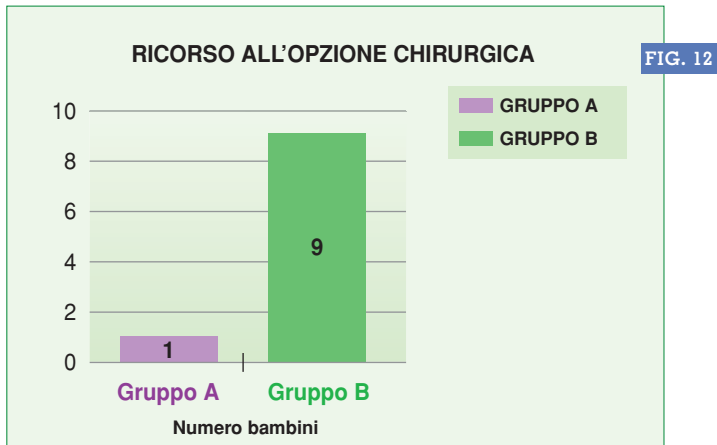 RICORSO ALL'OPZIONE CHIRURGICA
FIG. 12
GRUPPO A
GRUPPO B
10
8
6
4
2
0
9
1
Gruppo A
Gruppo B
Numero bambini